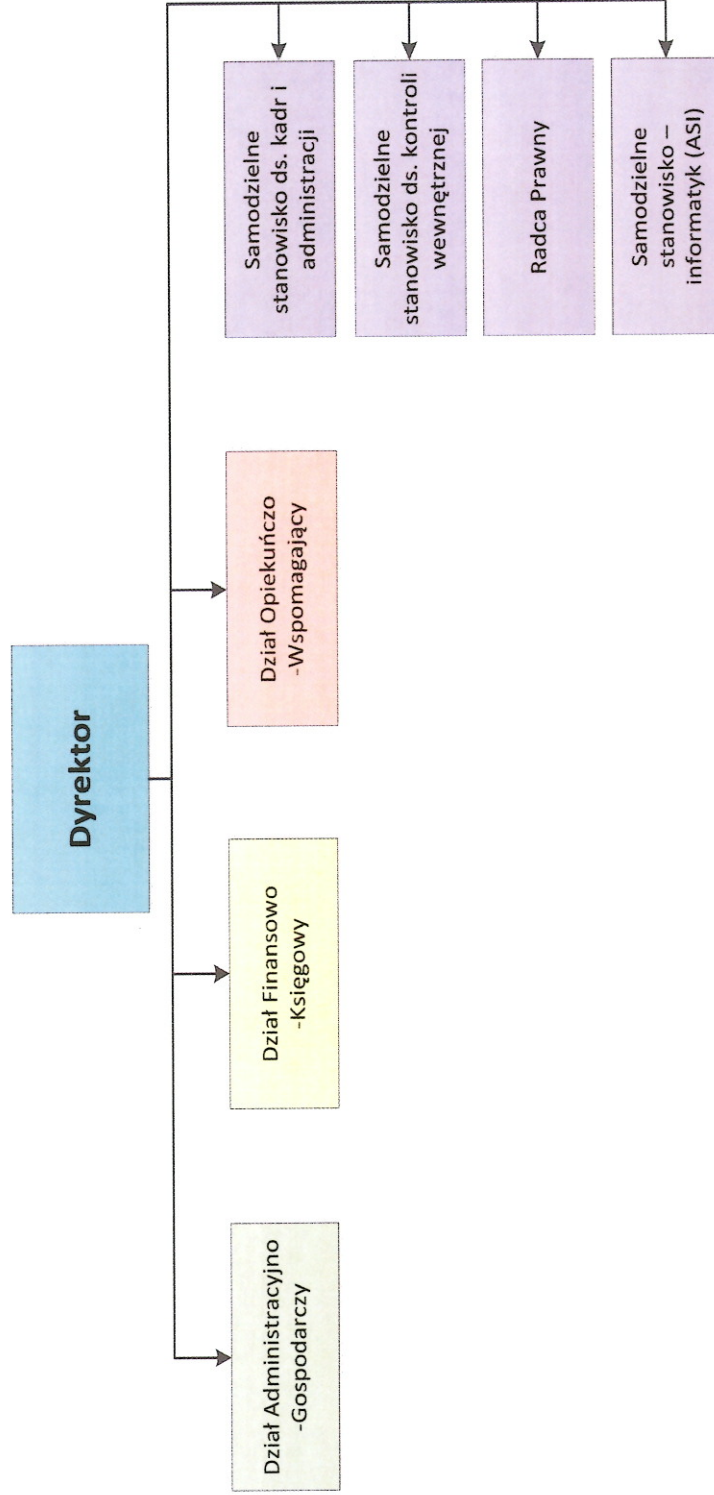 Dyrektor
Dział Administracyjno
-Gospodarczy
Dział Finansowo
-Księgowy
Dział Opiekuńczo
-Wspomagający
Samodzielne
stanowisko ds. kadr i
administracji
Samodzielne
stanowisko ds. kontroli
wewnętrznej
Radca Prawny
Samodzielne
stanowisko –
informatyk (ASI)